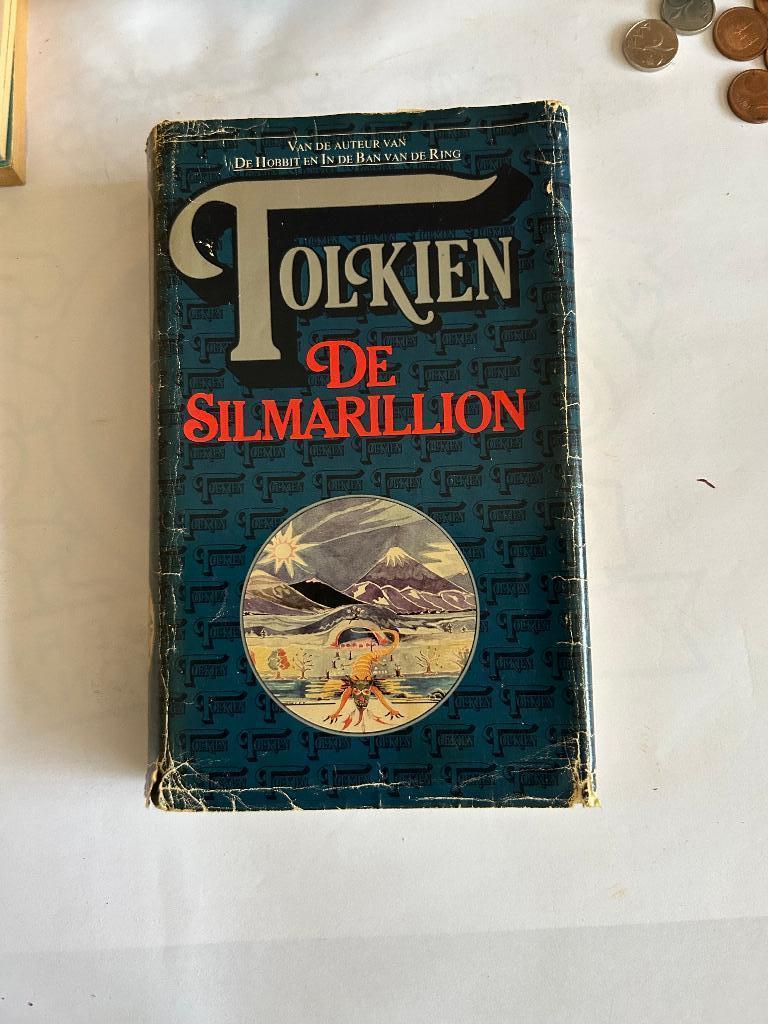 VAN DE AUTEUR VAN
DE HOBBIT EN IN DE BAN VAN DE RING
TOLKIEN
DE
SILMARILLION